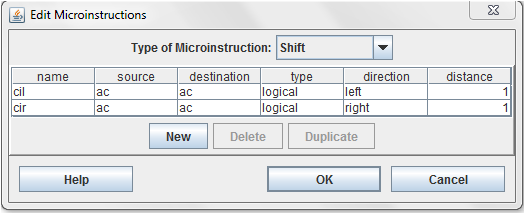 Edit Microinstructions
Type of Microinstruction: Shift
name source destination type direction distance
cil ac ac logical left 1
cir ac ac logical right 1
New Delete Duplicate
Help OK Cancel